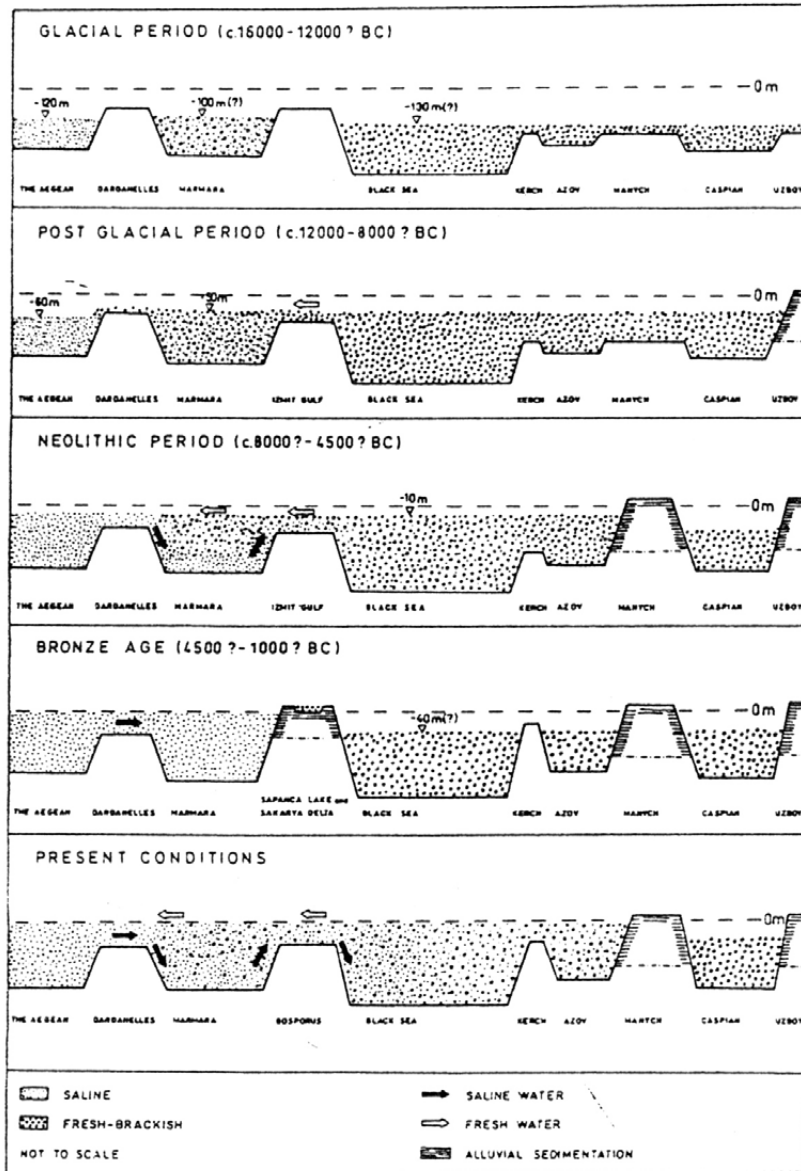 GLACIAL PERIOD (c.16000-12000? BC)
0m
-120m -100m(?) -130m(?)
THE AEGEAN DARDANELLES MARMARA BLACK SEA KERCH AZOV MANYCH CASPIAN UZBOY
POST GLACIAL PERIOD (c.12000-8000? BC)
0m
-60m -50m
THE AEGEAN DARDANELLES MARMARA IZMIT GULF BLACK SEA KERCH AZOV MANYCH CASPIAN UZBOY
NEOLITHIC PERIOD (c.8000?-4500? BC)
-10m 0m
THE AEGEAN DARDANELLES MARMARA IZMIT GULF BLACK SEA KERCH AZOV MANYCH CASPIAN UZBOY
BRONZE AGE (4500?-1000? BC)
0m
-40m(?)
THE AEGEAN DARDANELLES MARMARA SAPANCA LAKE and BLACK SEA KERCH AZOV MANYCH CASPIAN UZBOY
SAKARYA DELTA
PRESENT CONDITIONS
0m
THE AEGEAN DARDANELLES MARMARA BOSPORUS BLACK SEA KERCH AZOV MANYCH CASPIAN UZBOY
SALINE SALINE WATER
FRESH-BRACKISH FRESH WATER
NOT TO SCALE ALLUVIAL SEDIMENTATION